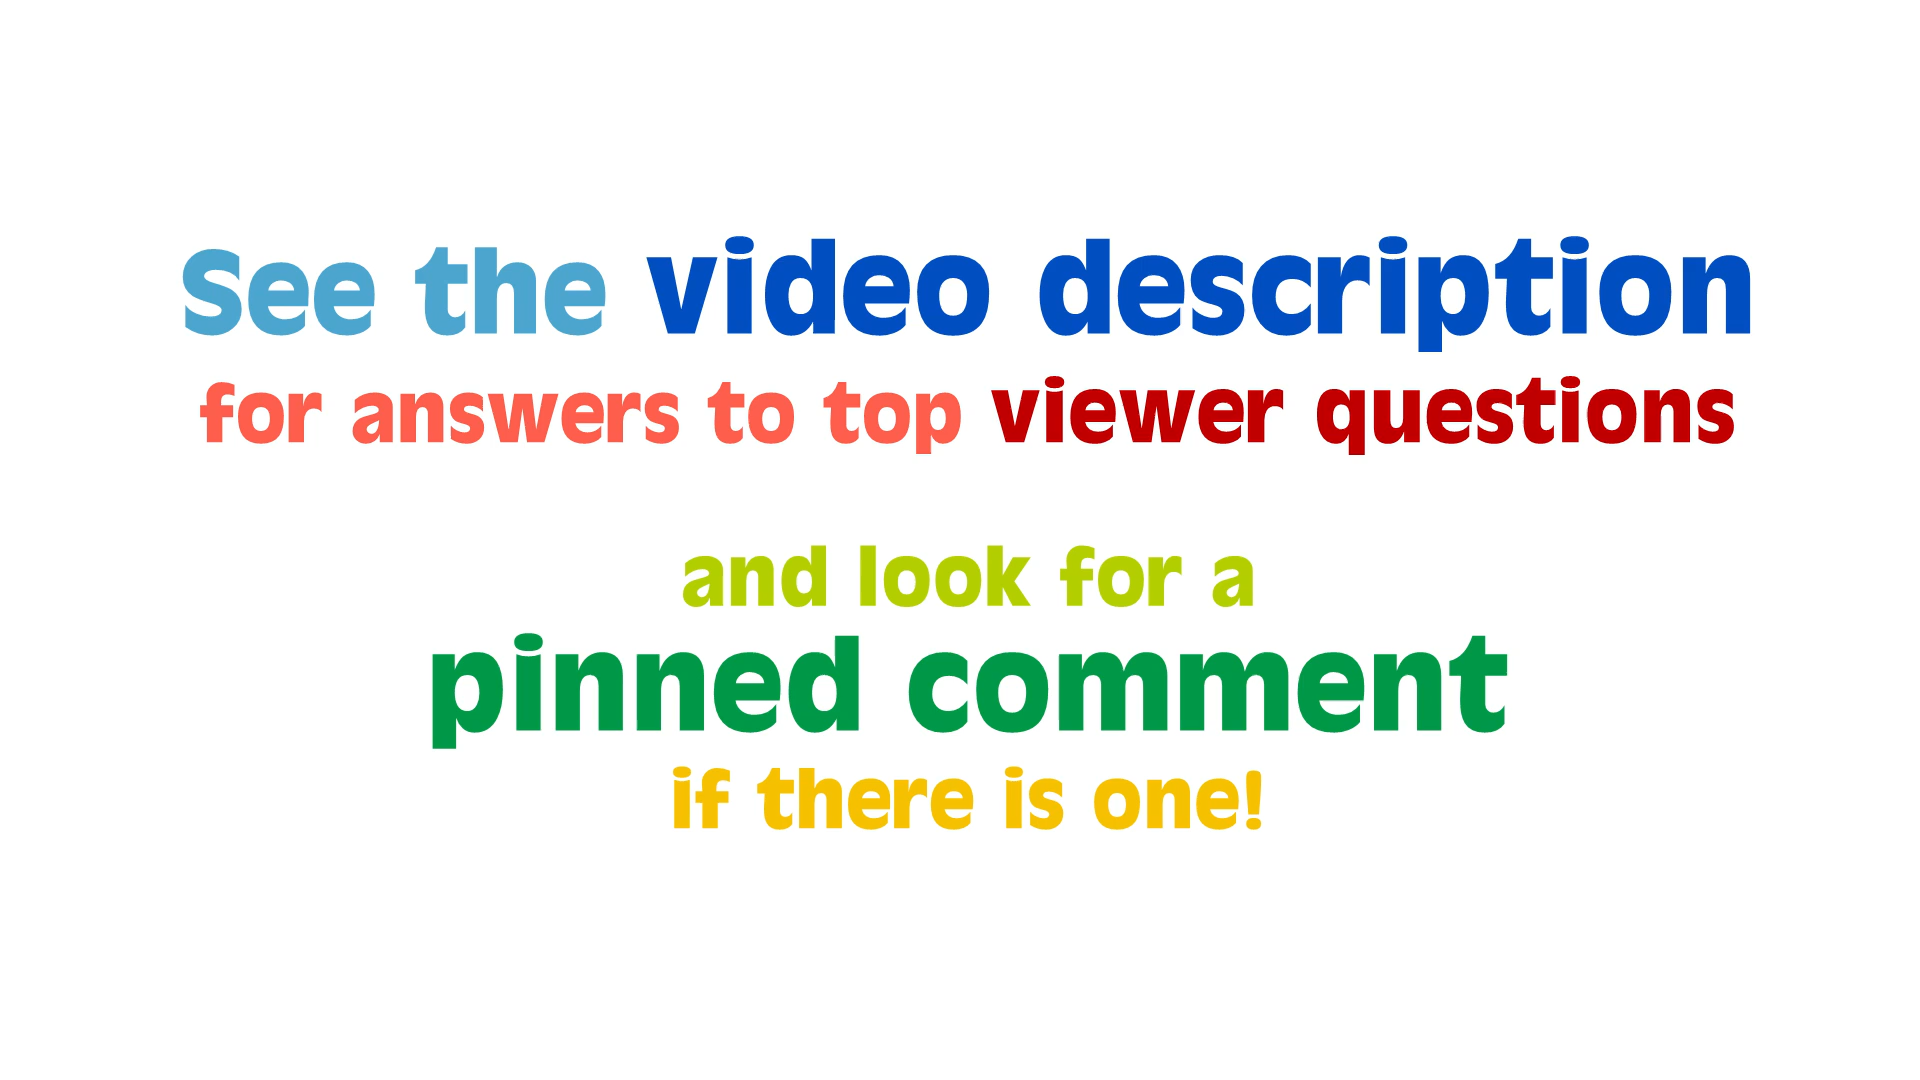 See the video description
for answers to top viewer questions
and look for a
pinned comment
if there is one!